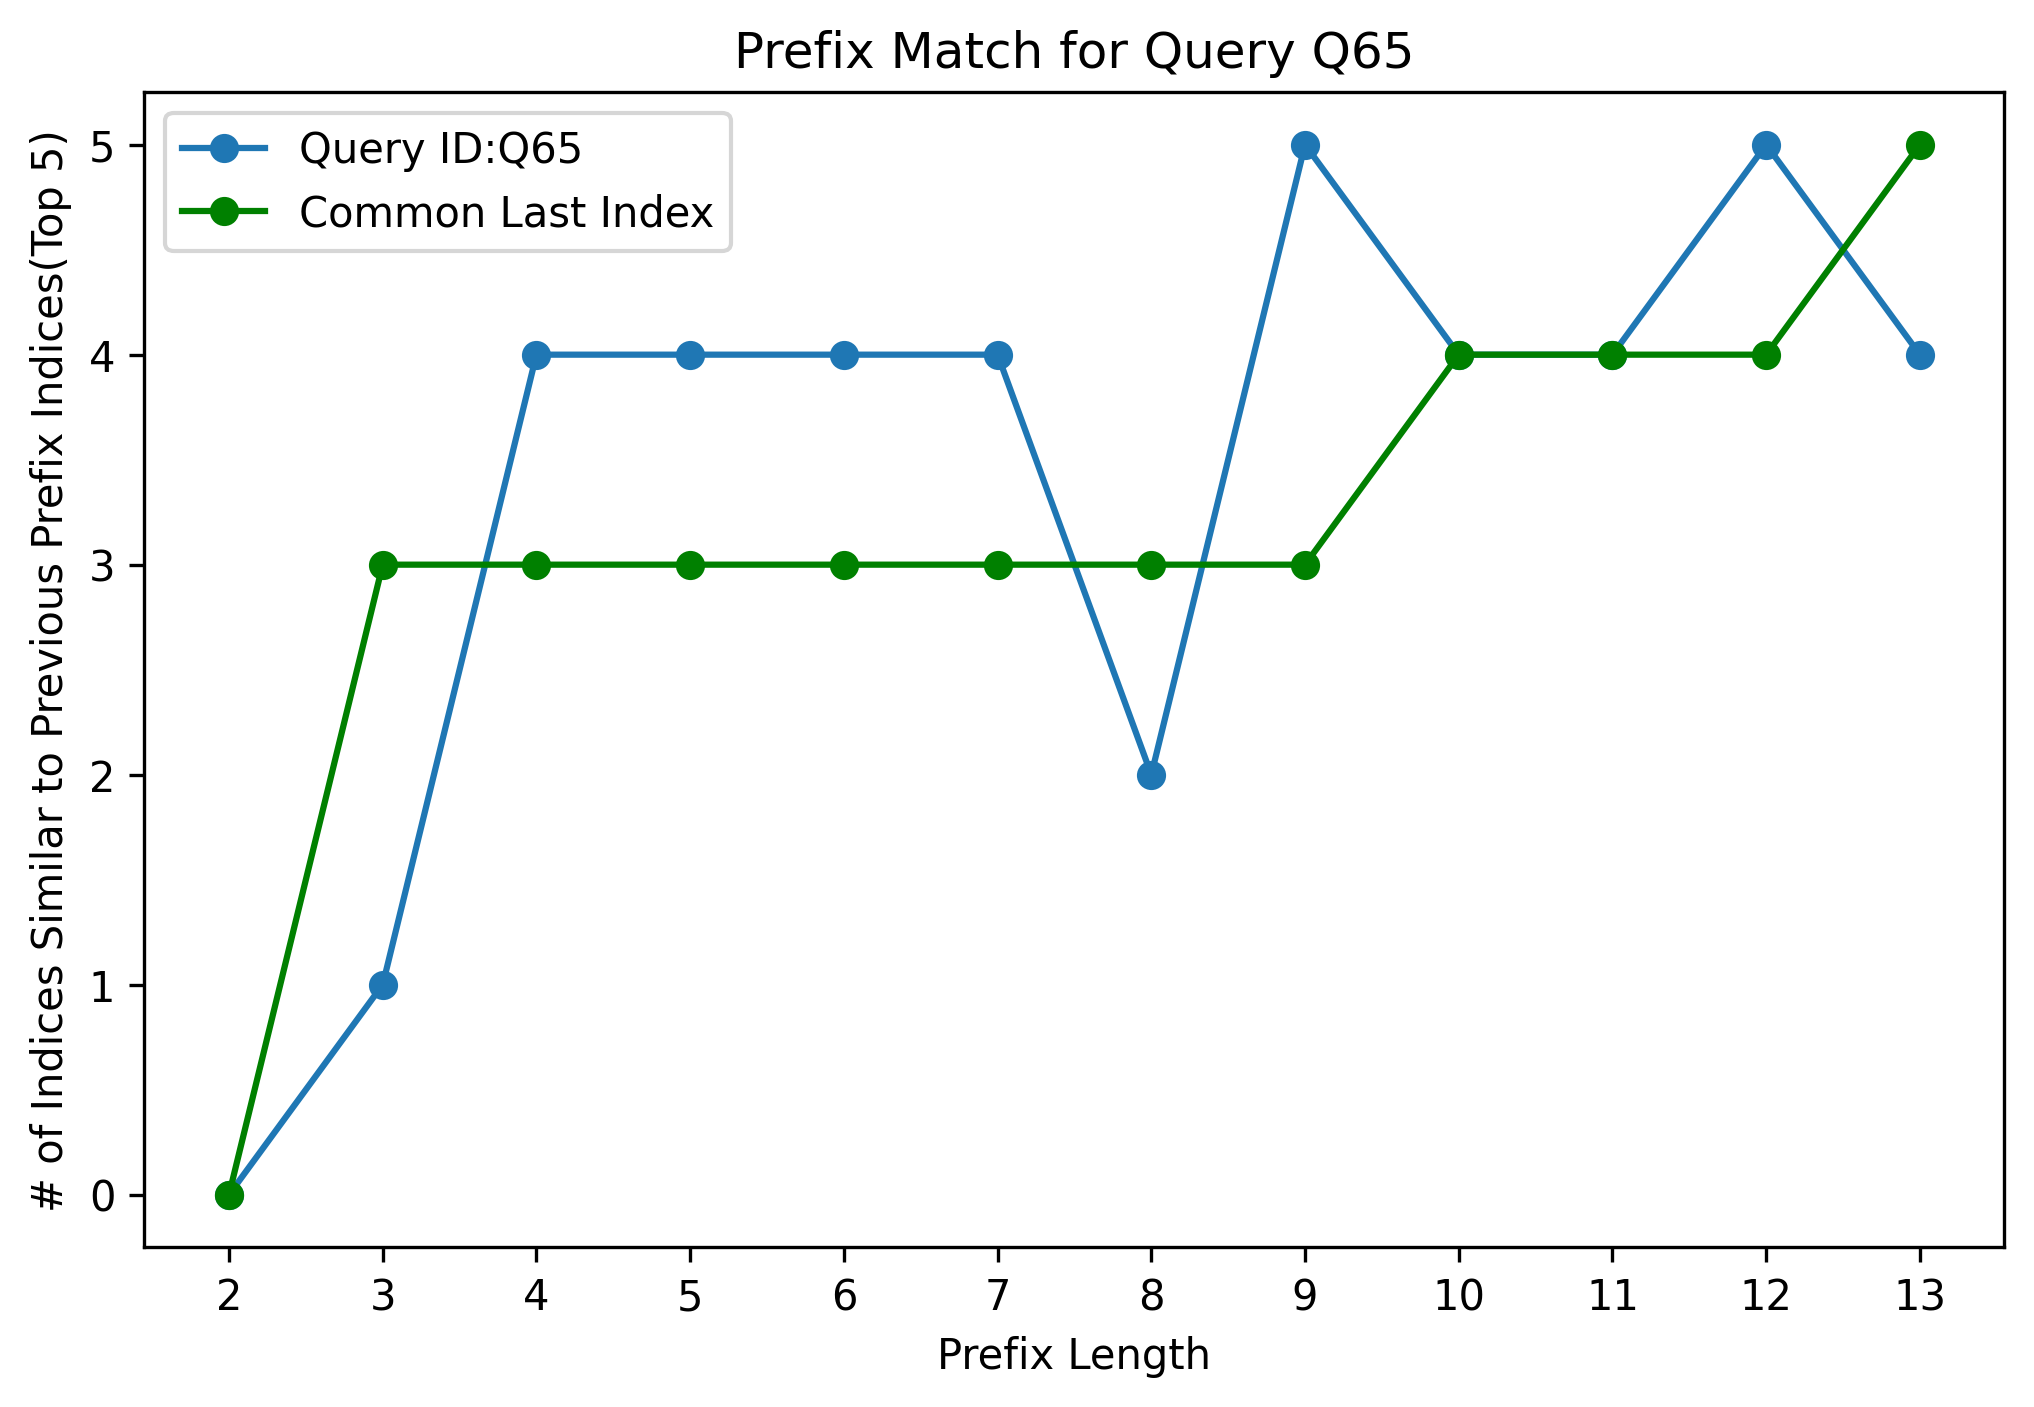 Prefix Match for Query Q65
Query ID:Q65
Common Last Index
# of Indices Similar to Previous Prefix Indices(Top 5)
5
4
3
2
1
0
2 3 4 5 6 7 8 9 10 11 12 13
Prefix Length